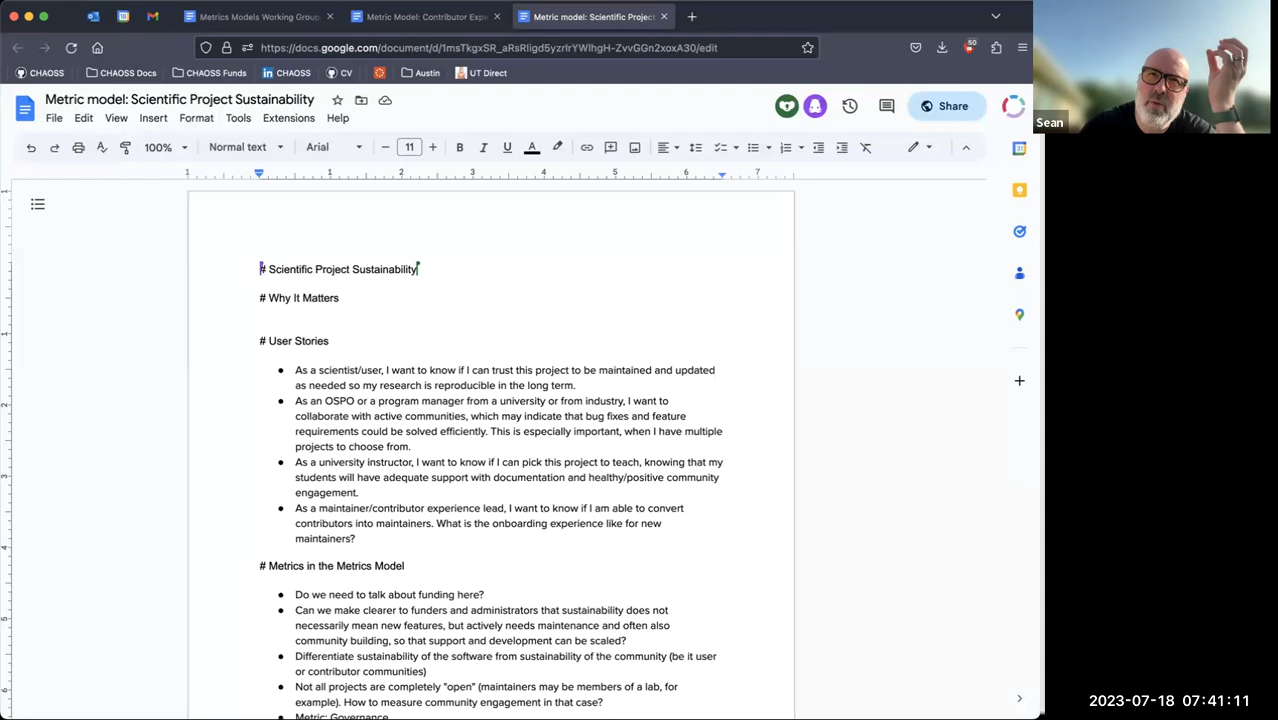 Metrics Models Working Group
Metric Model: Contributor Expe
Metric model: Scientific Project
https://docs.google.com/document/d/1msTkgxSR_aRsRIigd5yzrIrYWlhgH-ZvvGGn2xoxA30/edit
50
CHAOSS
CHAOSS Docs
CHAOSS Funds
CHAOSS
CV
Austin
UT Direct
Sean
Metric model: Scientific Project Sustainability
File Edit View Insert Format Tools Extensions Help
Share
100% Normal text Arial 11
1 1 2 3 4 5 6 7
# Scientific Project Sustainability
# Why It Matters
# User Stories
● As a scientist/user, I want to know if I can trust this project to be maintained and updated
as needed so my research is reproducible in the long term.
● As an OSPO or a program manager from a university or from industry, I want to
collaborate with active communities, which may indicate that bug fixes and feature
requirements could be solved efficiently. This is especially important, when I have multiple
projects to choose from.
● As a university instructor, I want to know if I can pick this project to teach, knowing that my
students will have adequate support with documentation and healthy/positive community
engagement.
● As a maintainer/contributor experience lead, I want to know if I am able to convert
contributors into maintainers. What is the onboarding experience like for new
maintainers?
# Metrics in the Metrics Model
● Do we need to talk about funding here?
● Can we make clearer to funders and administrators that sustainability does not
necessarily mean new features, but actively needs maintenance and often also
community building, so that support and development can be scaled?
● Differentiate sustainability of the software from sustainability of the community (be it user
or contributor communities)
● Not all projects are completely "open" (maintainers may be members of a lab, for
example). How to measure community engagement in that case?
● Metric: Governance
2023-07-18 07:41:11